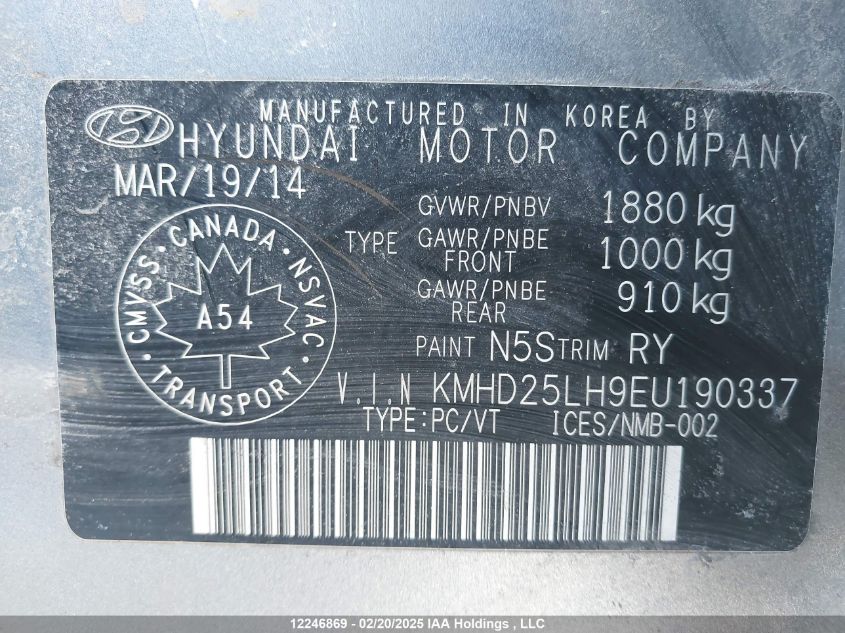 MANUFACTURED IN KOREA BY
HYUNDAI MOTOR COMPANY
MAR/19/14
GVWR/PNBV 1880 kg
TYPE GAWR/PNBE FRONT 1000 kg
GAWR/PNBE REAR 910 kg
CANADA
CMVSS NSVAC
A54
TRANSPORT
PAINT N5S TRIM RY
V.I.N KMHD25LH9EU190337
TYPE:PC/VT ICES/NMB-002
12246869 - 02/20/2025 IAA Holdings , LLC